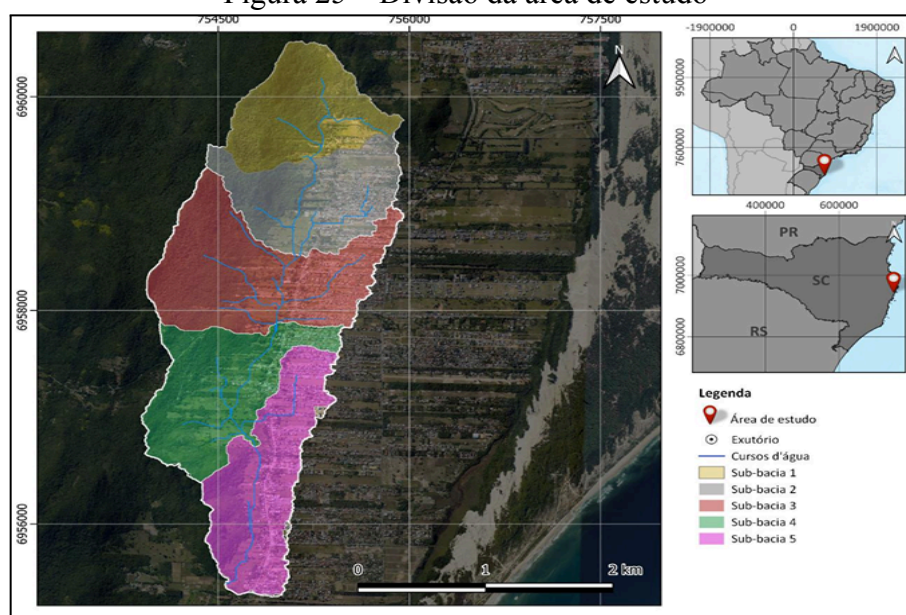 Figura 25 – Divisão da área de estudo
754500
756000
757500
6960000
6958000
6956000
N
0
1
2 km
-1900000
0
1900000
9500000
7600000
400000
600000
7000000
6800000
PR
SC
RS
Legenda
Área de estudo
Exutório
Cursos d'água
Sub-bacia 1
Sub-bacia 2
Sub-bacia 3
Sub-bacia 4
Sub-bacia 5